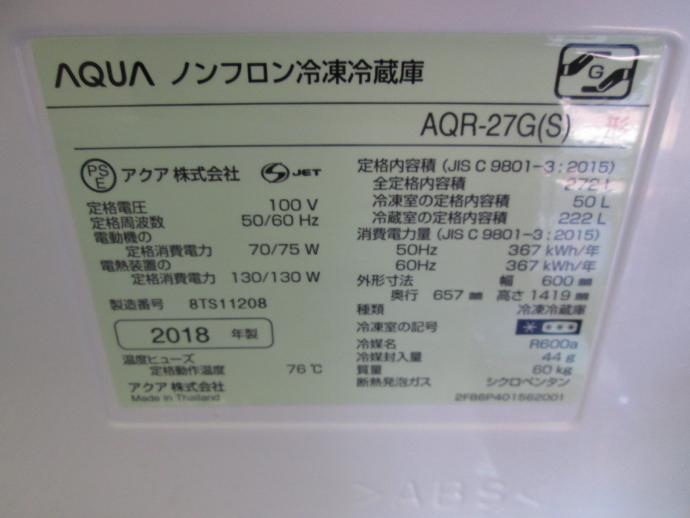 AQUA ノンフロン冷凍冷蔵庫
G
AQR-27G(S) 形
PS E アクア 株式会社 S JET
定格電圧 100 V
定格周波数 50/60 Hz
電動機の
定格消費電力 70/75 W
電熱装置の
定格消費電力 130/130 W
製造番号 8TS11208
2018 年製
温度ヒューズ
定格動作温度 76 ℃
アクア 株式会社
Made in Thailand
定格内容積 (JIS C 9801-3 : 2015)
全定格内容積 272 L
冷凍室の定格内容積 50 L
冷蔵室の定格内容積 222 L
消費電力量 (JIS C 9801-3 : 2015)
50Hz 367 kWh/年
60Hz 367 kWh/年
外形寸法 幅 600 mm
奥行 657 mm 高さ 1419 mm
種類 冷凍冷蔵庫
冷凍室の記号 * ***
冷媒名 R600a
冷媒封入量 44 g
質量 60 kg
断熱発泡ガス シクロペンタン
2FB6P401562001
>ABS<